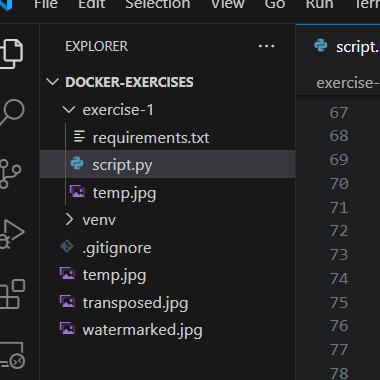 File Edit Selection View Go Run Terr
EXPLORER
script.
DOCKER-EXERCISES
exercise-
exercise-1
67
requirements.txt
68
script.py
69
temp.jpg
70
71
venv
72
.gitignore
73
temp.jpg
74
transposed.jpg
75
watermarked.jpg
76
77
78